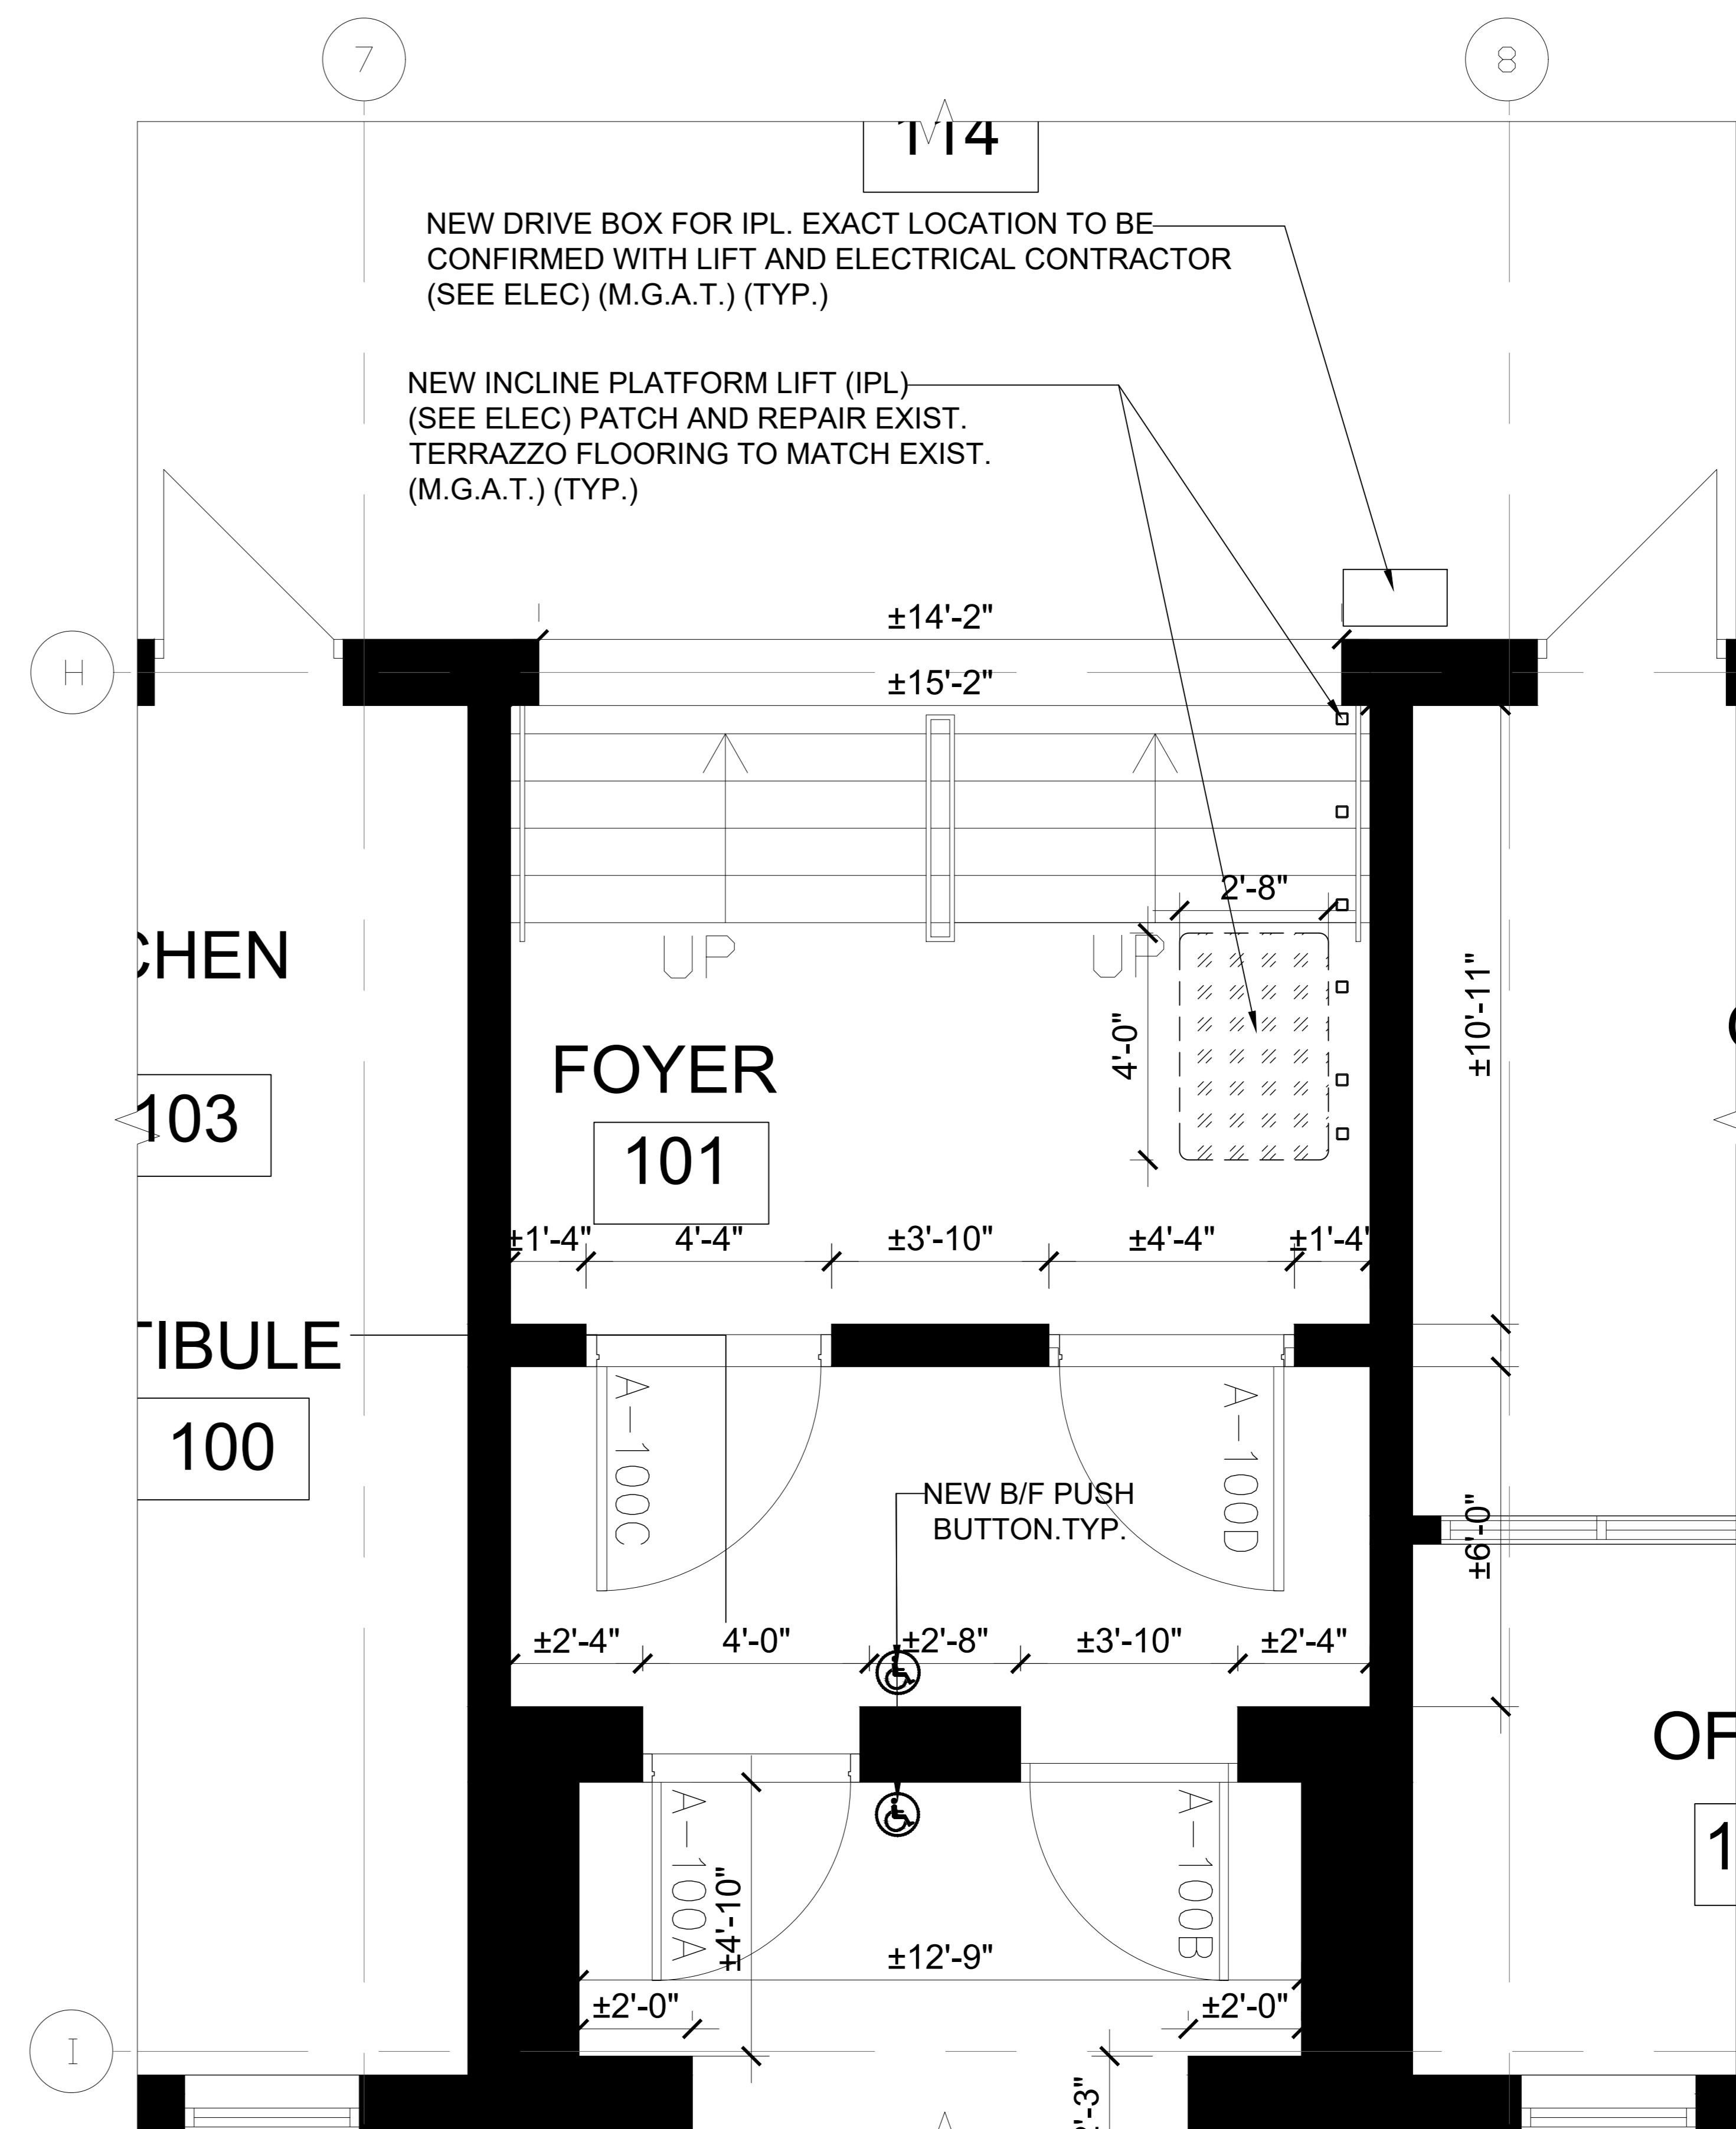 7
8
114
NEW DRIVE BOX FOR IPL. EXACT LOCATION TO BE
CONFIRMED WITH LIFT AND ELECTRICAL CONTRACTOR
(SEE ELEC) (M.G.A.T.) (TYP.)
NEW INCLINE PLATFORM LIFT (IPL)
(SEE ELEC) PATCH AND REPAIR EXIST.
TERRAZZO FLOORING TO MATCH EXIST.
(M.G.A.T.) (TYP.)
±14'-2"
H
±15'-2"
2'-8"
CHEN
UP
UP
±10'-11"
4'-0"
FOYER
103
101
±1'-4"
4'-4"
±3'-10"
±4'-4"
±1'-4'
TIBULE
100
A-100C
A-100D
NEW B/F PUSH
BUTTON.TYP.
±6'-0"
±2'-4"
4'-0"
±2'-8"
±3'-10"
±2'-4"
OF
1
A-100A
A-100B
±4'-10"
±12'-9"
±2'-0"
±2'-0"
I
'-3"